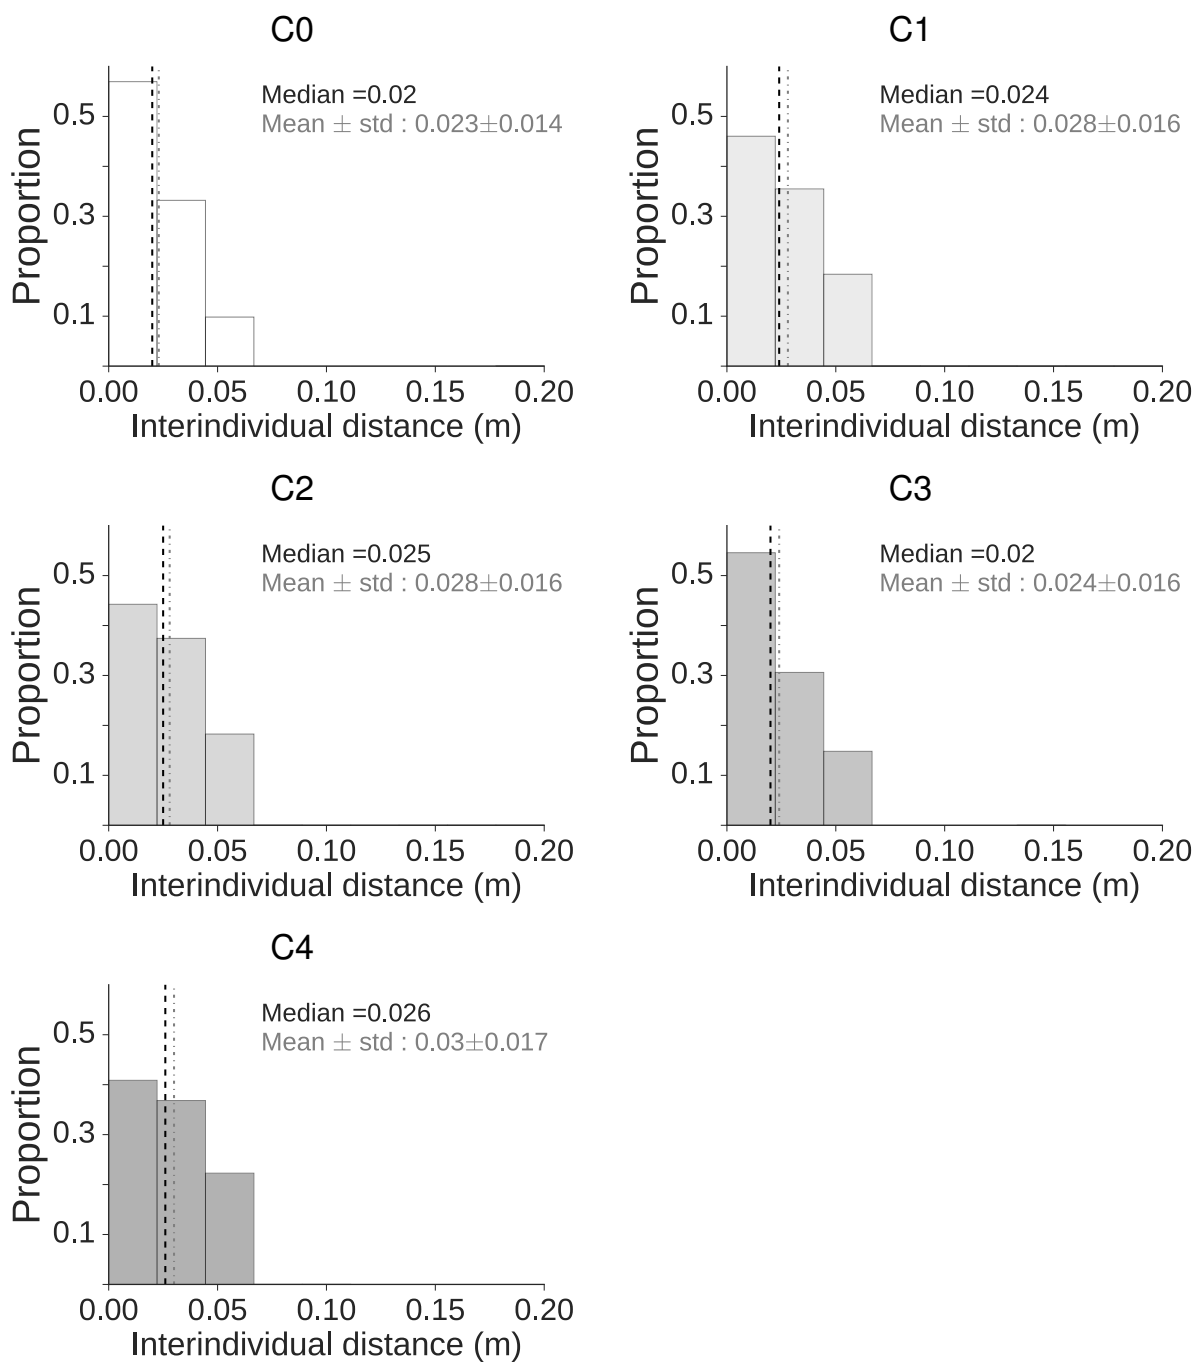 C0
Proportion
0.5
0.3
0.1
Median =0.02
Mean ± std : 0.023±0.014
0.00 0.05 0.10 0.15 0.20
Interindividual distance (m)
C1
Proportion
0.5
0.3
0.1
Median =0.024
Mean ± std : 0.028±0.016
0.00 0.05 0.10 0.15 0.20
Interindividual distance (m)
C2
Proportion
0.5
0.3
0.1
Median =0.025
Mean ± std : 0.028±0.016
0.00 0.05 0.10 0.15 0.20
Interindividual distance (m)
C3
Proportion
0.5
0.3
0.1
Median =0.02
Mean ± std : 0.024±0.016
0.00 0.05 0.10 0.15 0.20
Interindividual distance (m)
C4
Proportion
0.5
0.3
0.1
Median =0.026
Mean ± std : 0.03±0.017
0.00 0.05 0.10 0.15 0.20
Interindividual distance (m)